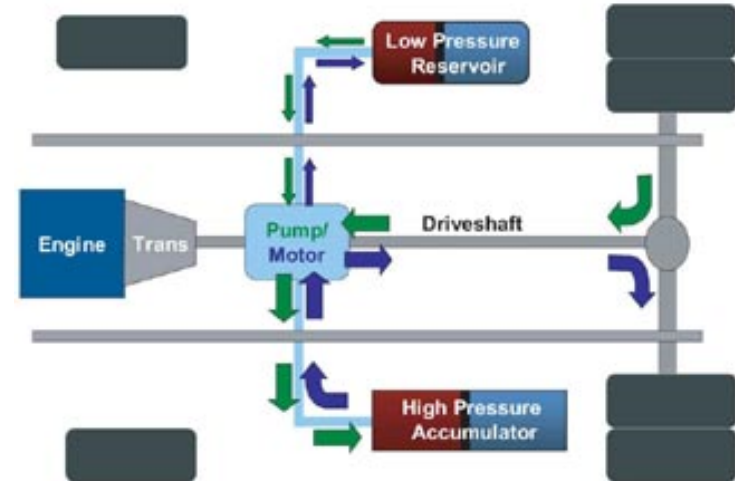 Low Pressure
Reservoir
Engine
Trans
Pump/
Motor
Driveshaft
High Pressure
Accumulator